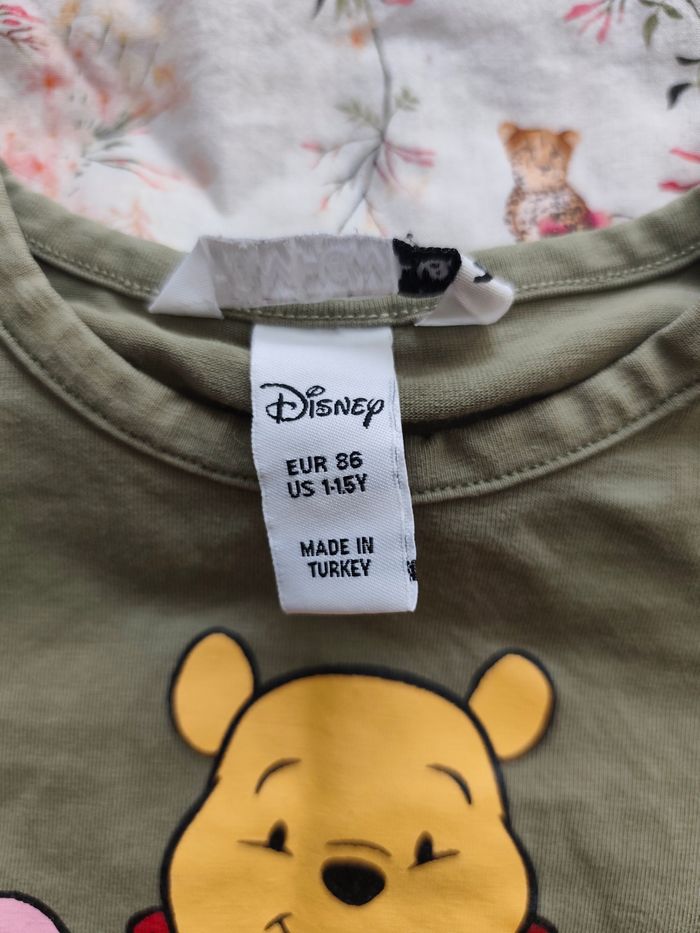 Disney
EUR 86
US 1-1.5Y
MADE IN
TURKEY